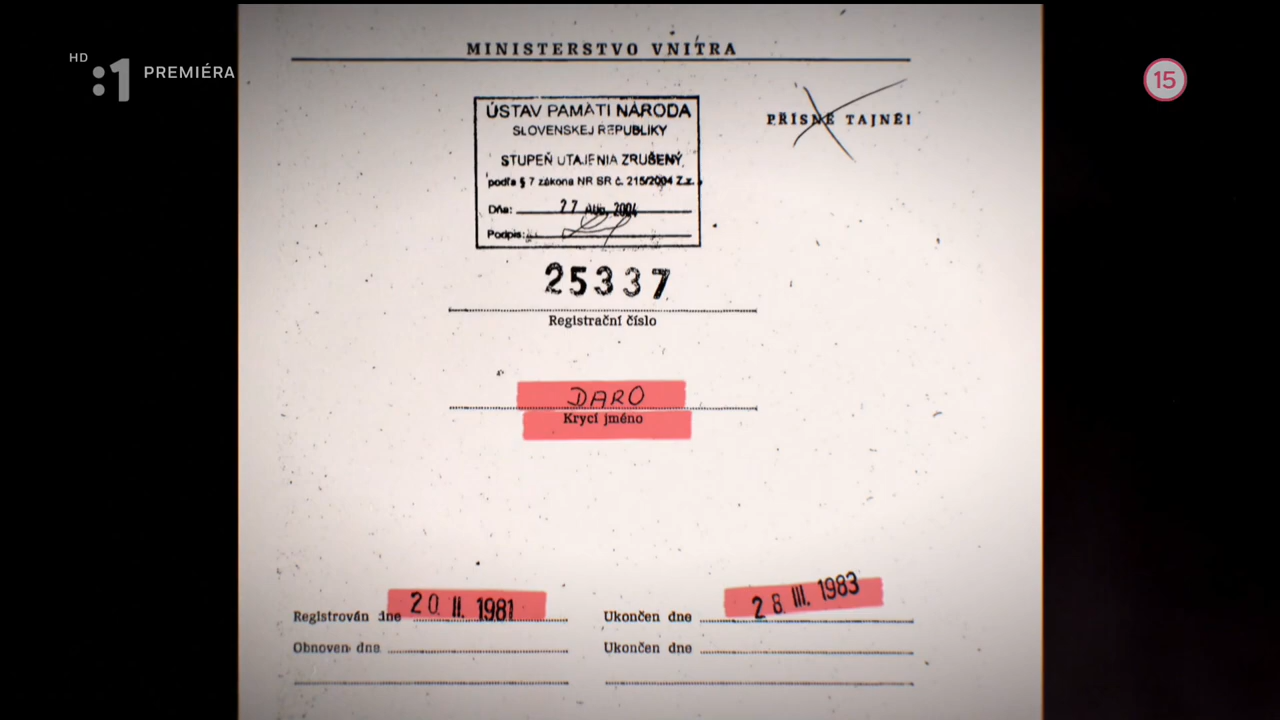 MINISTERSTVO VNITRA
HD
:1 PREMIÉRA
15
ÚSTAV PAMÄTI NÁRODA
SLOVENSKEJ REPUBLIKY
PŘÍSNĚ TAJNÉ!
STUPEŇ UTAJENIA ZRUŠENÝ
podľa § 7 zákona NR SR č. 215/2004 Z.z.
Dňa: 27 AUG. 2004
Podpis:
25337
Registrační číslo
DARO
Krycí jméno
Registrován dne 20. II. 1981
Ukončen dne 28. III. 1983
Obnoven dne
Ukončen dne